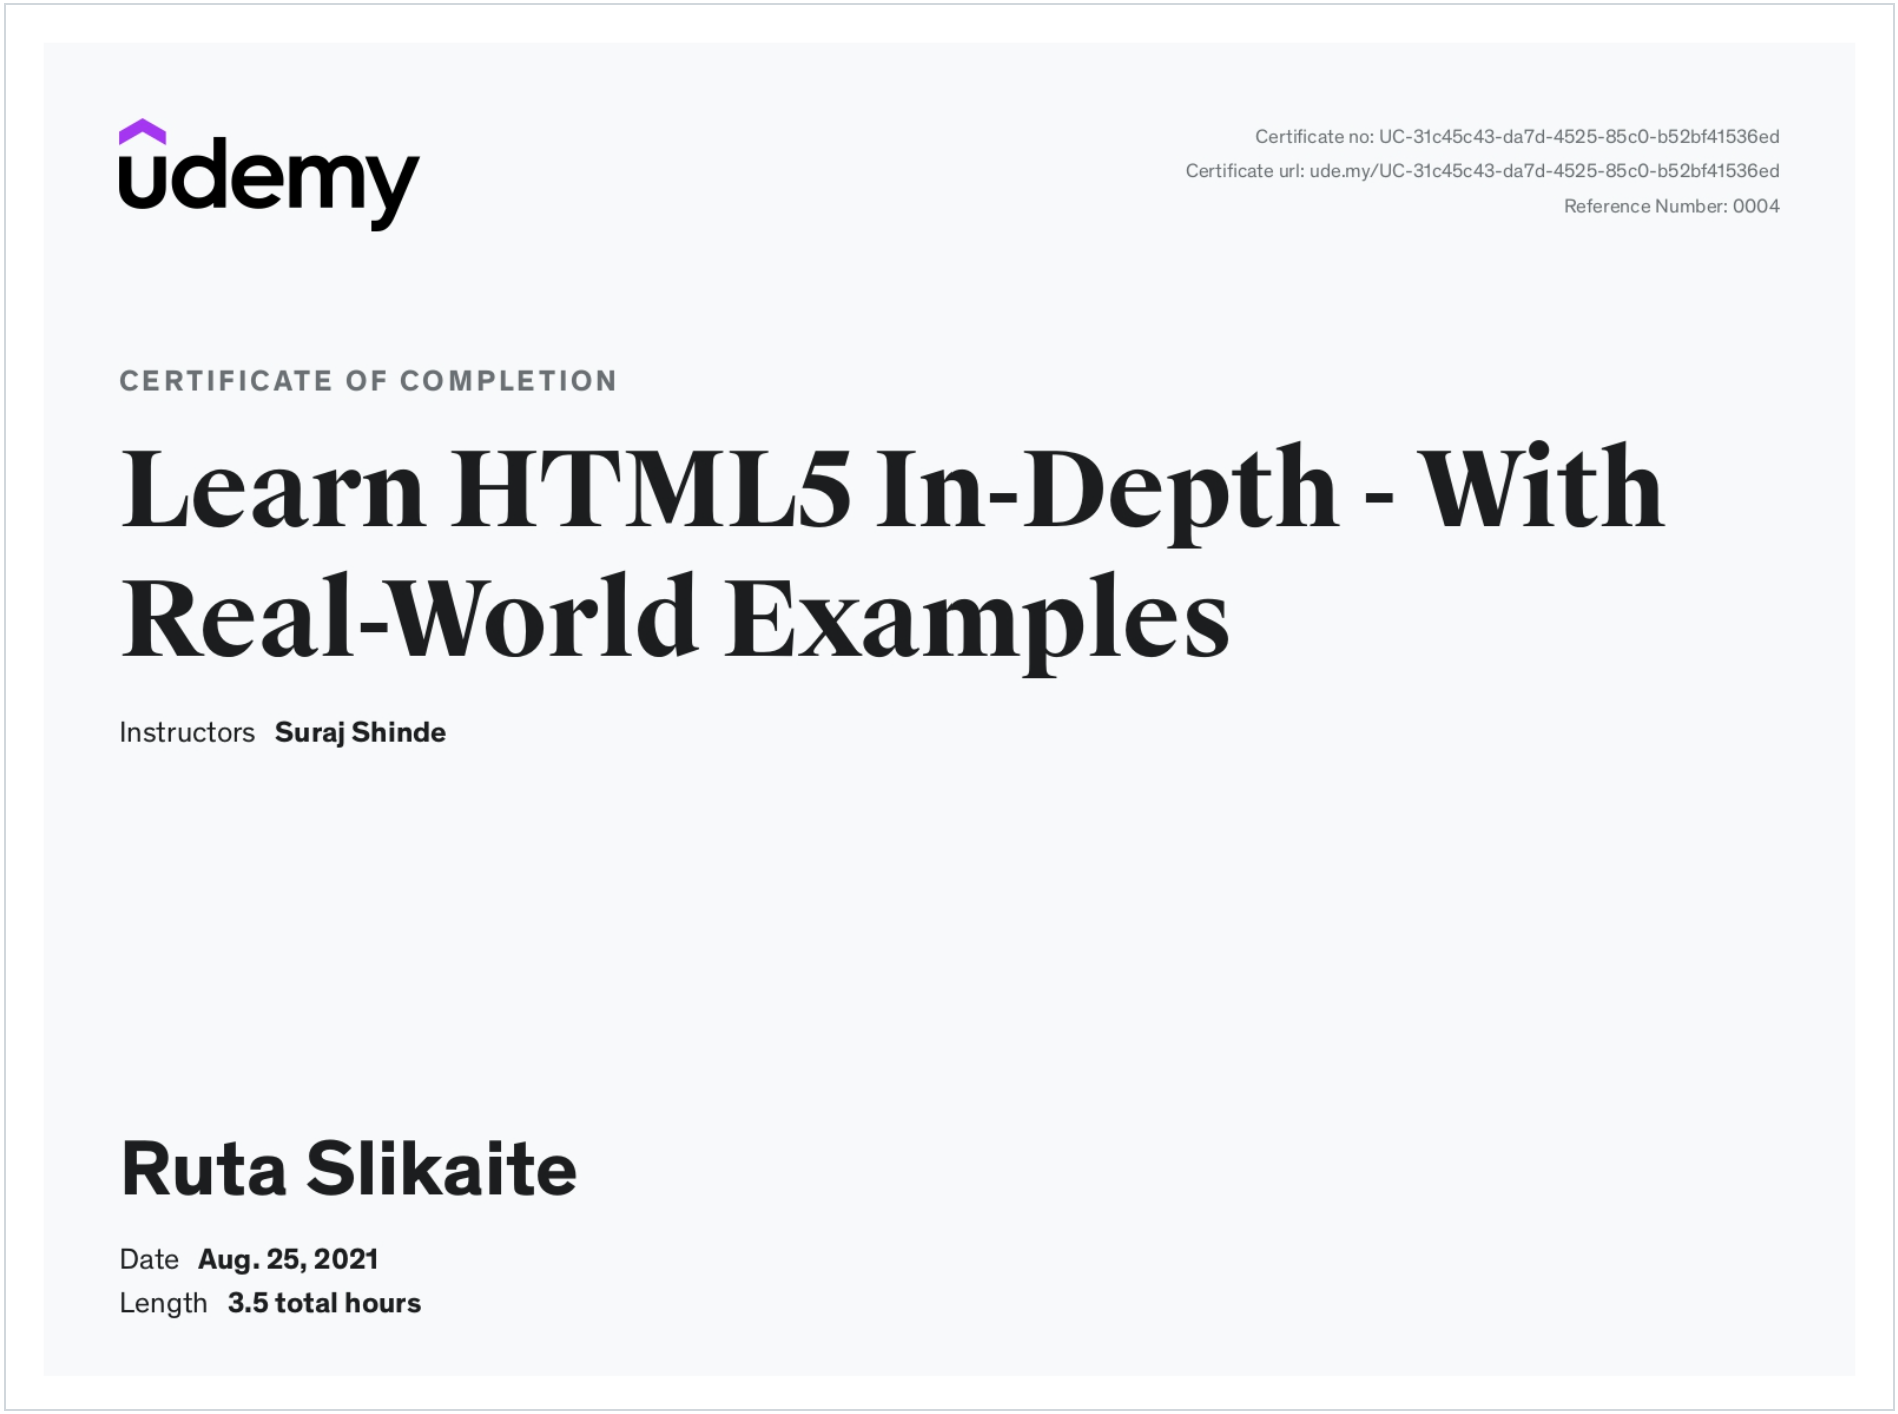 udemy
Certificate no: UC-31c45c43-da7d-4525-85c0-b52bf41536ed
Certificate url: ude.my/UC-31c45c43-da7d-4525-85c0-b52bf41536ed
Reference Number: 0004
CERTIFICATE OF COMPLETION
Learn HTML5 In-Depth - With
Real-World Examples
Instructors Suraj Shinde
Ruta Slikaite
Date Aug. 25, 2021
Length 3.5 total hours